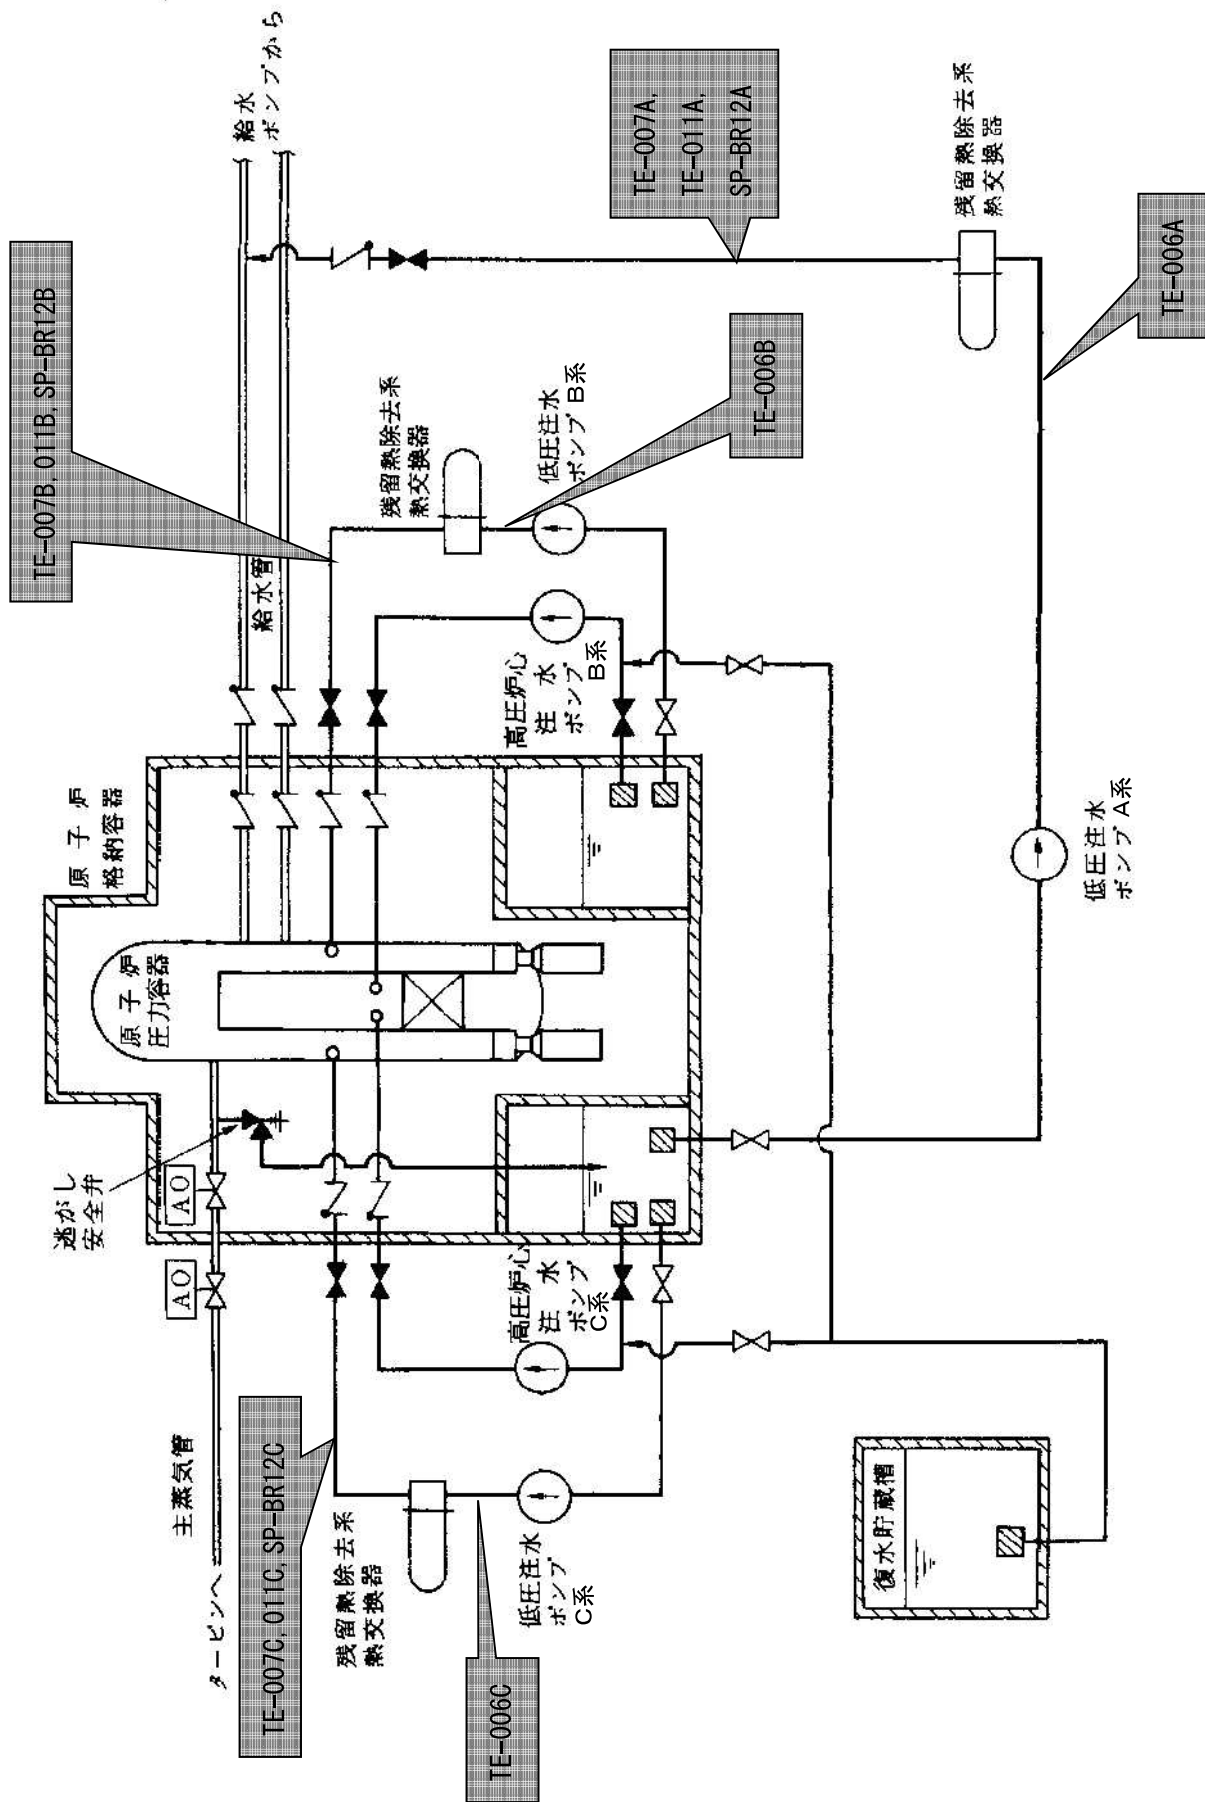 タービンへ
主蒸気管
AO
AO
逃がし
安全弁
原子炉
格納容器
原子炉
圧力容器
給水管
給水
ポンプから
TE-007B, 011B, SP-BR12B
TE-007C, 011C, SP-BR12C
残留熱除去系
熱交換器
低圧注水
ポンプ
C系
TE-006C
高圧炉心
注水
ポンプ
C系
高圧炉心
注水
ポンプ
B系
残留熱除去系
熱交換器
低圧注水
ポンプB系
TE-006B
TE-007A,
TE-011A,
SP-BR12A
残留熱除去系
熱交換器
TE-006A
低圧注水
ポンプA系
復水貯蔵槽